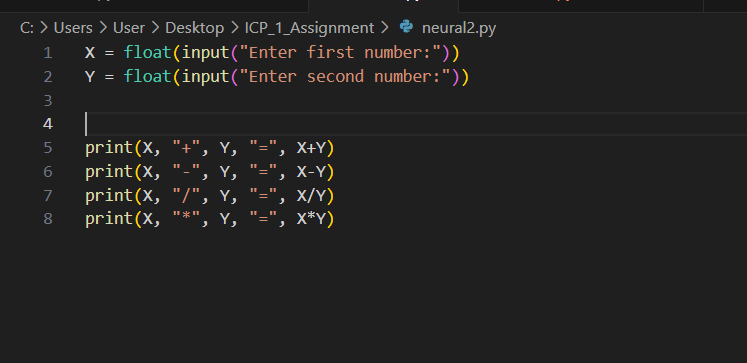 C: > Users > User > Desktop > ICP_1_Assignment > neural2.py
1 X = float(input("Enter first number:"))
2 Y = float(input("Enter second number:"))
3
4
5 print(X, "+", Y, "=", X+Y)
6 print(X, "-", Y, "=", X-Y)
7 print(X, "/", Y, "=", X/Y)
8 print(X, "*", Y, "=", X*Y)